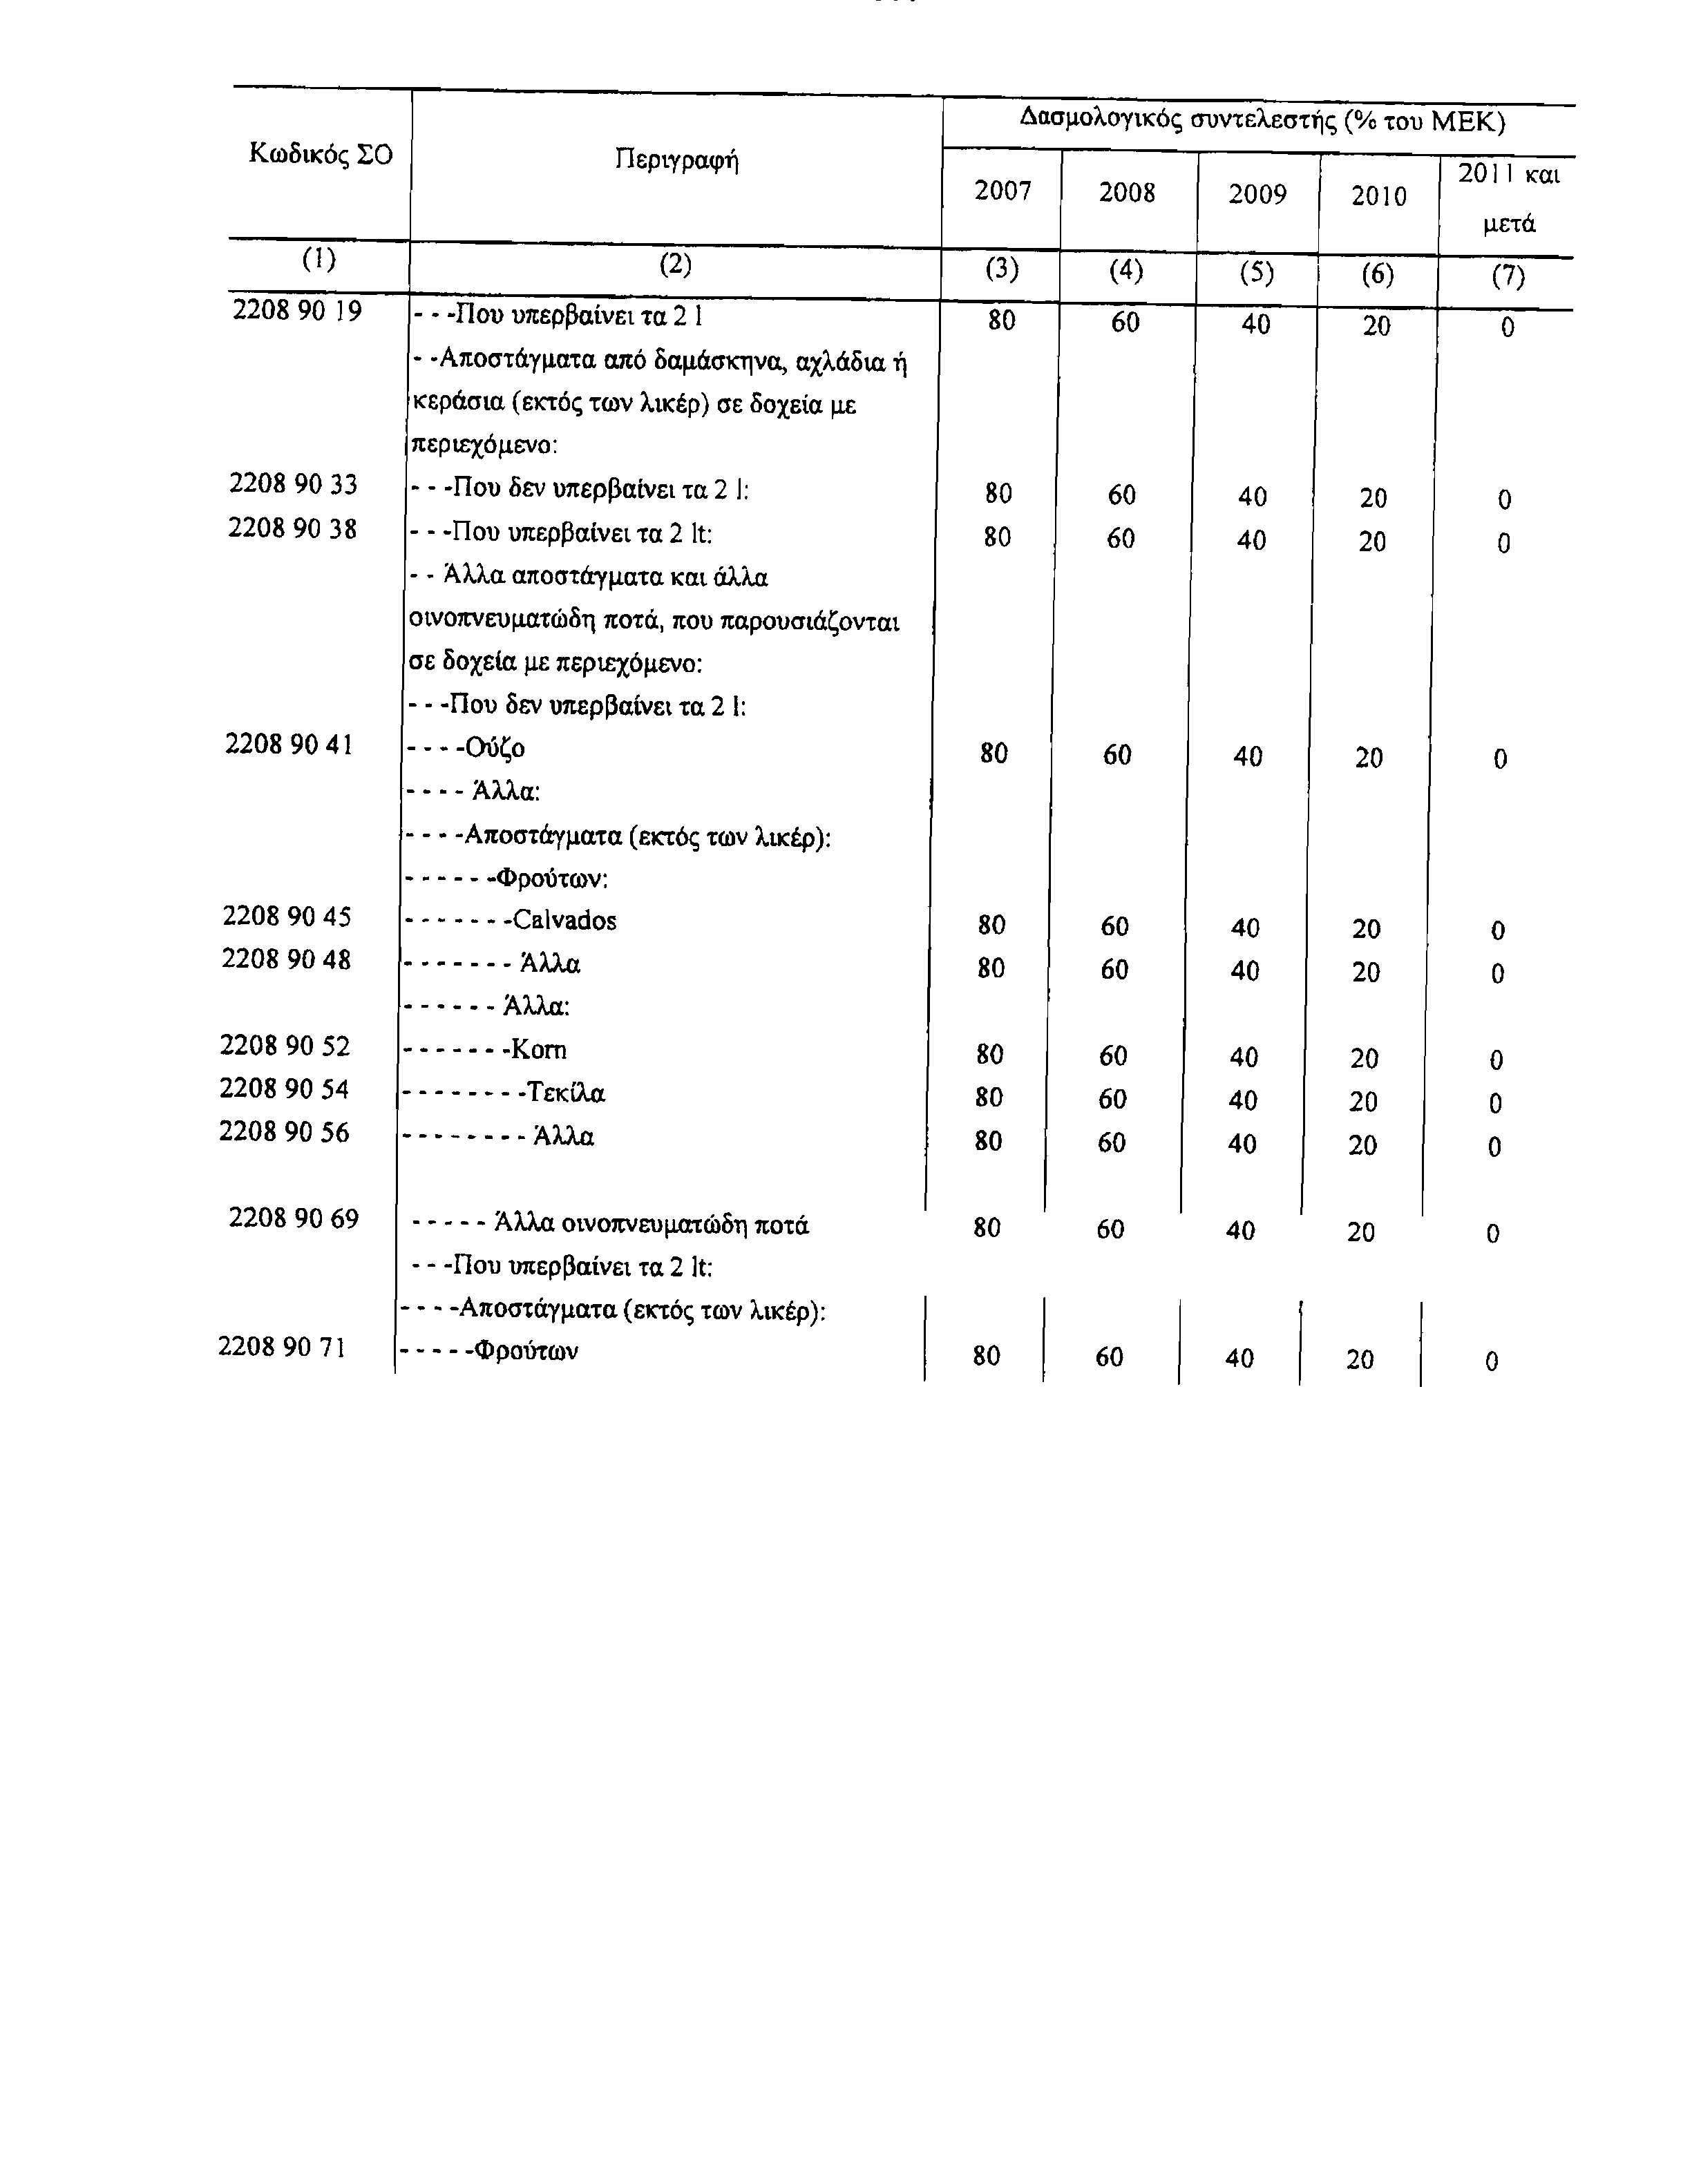 Δασμολογικός συντελεστής (% του ΜΕΚ)
Κωδικός ΣΟ Περιγραφή 2007 2008 2009 2010 2011 και μετά
(1) (2) (3) (4) (5) (6) (7)
2208 90 19 - - -Που υπερβαίνει τα 2 l 80 60 40 20 0
- -Αποστάγματα από δαμάσκηνα, αχλάδια ή
κεράσια (εκτός των λικέρ) σε δοχεία με
περιεχόμενο:
2208 90 33 - - -Που δεν υπερβαίνει τα 2 l: 80 60 40 20 0
2208 90 38 - - -Που υπερβαίνει τα 2 lt: 80 60 40 20 0
- - Άλλα αποστάγματα και άλλα
οινοπνευματώδη ποτά, που παρουσιάζονται
σε δοχεία με περιεχόμενο:
- - -Που δεν υπερβαίνει τα 2 l:
2208 90 41 - - - -Ούζο 80 60 40 20 0
- - - - Άλλα:
- - - -Αποστάγματα (εκτός των λικέρ):
- - - - - -Φρούτων:
2208 90 45 - - - - - - -Calvados 80 60 40 20 0
2208 90 48 - - - - - - - Άλλα 80 60 40 20 0
- - - - - - Άλλα:
2208 90 52 - - - - - - -Korn 80 60 40 20 0
2208 90 54 - - - - - - - -Τεκίλα 80 60 40 20 0
2208 90 56 - - - - - - - - Άλλα 80 60 40 20 0
2208 90 69 - - - - - Άλλα οινοπνευματώδη ποτά 80 60 40 20 0
- - -Που υπερβαίνει τα 2 lt:
- - - -Αποστάγματα (εκτός των λικέρ):
2208 90 71 - - - - -Φρούτων 80 60 40 20 0